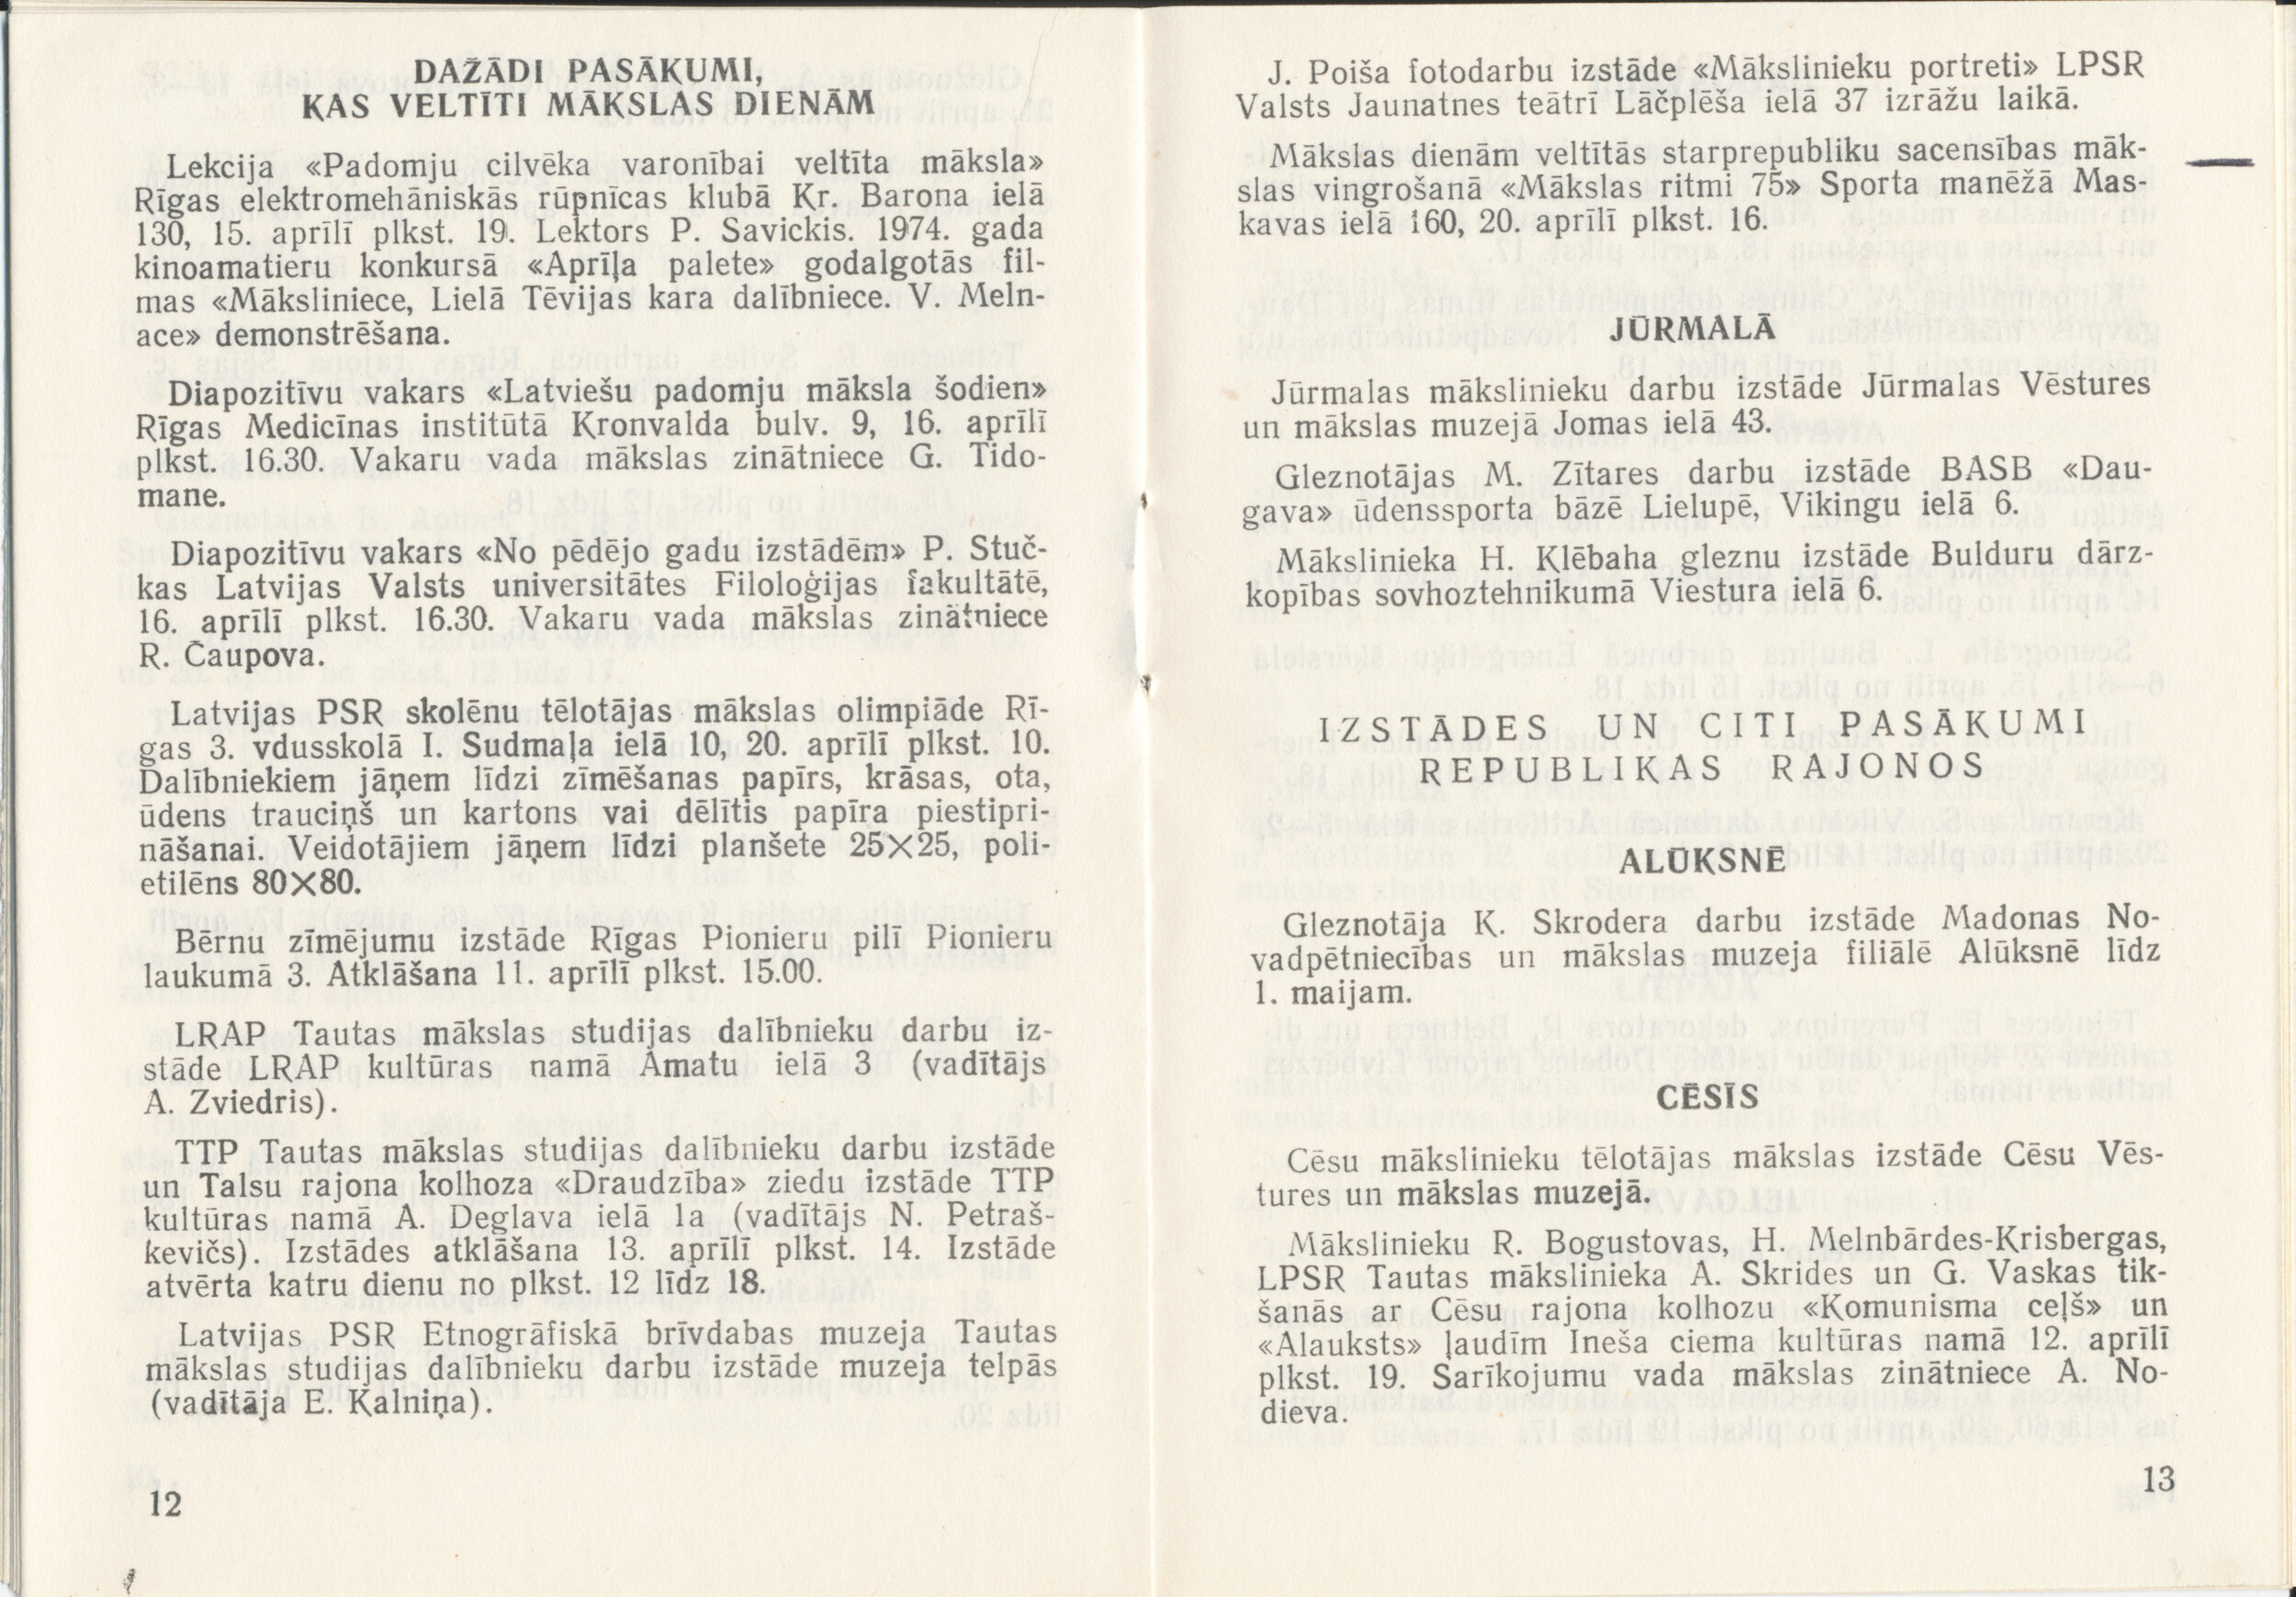 DAŽĀDI PASĀKUMI,
KAS VELTĪTI MĀKSLAS DIENĀM
Lekcija «Padomju cilvēka varonībai veltīta māksla»
Rīgas elektromehāniskās rūpnīcas klubā Kr. Barona ielā
130, 15. aprīlī plkst. 19. Lektors P. Savickis. 1974. gada
kinoamatieru konkursā «Aprīļa palete» godalgotās fil-
mas «Māksliniece, Lielā Tēvijas kara dalībniece. V. Meln-
ace» demonstrēšana.
Diapozitīvu vakars «Latviešu padomju māksla šodien»
Rīgas Medicīnas institūtā Kronvalda bulv. 9, 16. aprīlī
plkst. 16.30. Vakaru vada mākslas zinātniece G. Tido-
mane.
Diapozitīvu vakars «No pēdējo gadu izstādēm» P. Stuč-
kas Latvijas Valsts universitātes Filoloģijas fakultātē,
16. aprīlī plkst. 16.30. Vakaru vada mākslas zinātniece
R. Čaupova.
Latvijas PSR skolēnu tēlotājas mākslas olimpiāde Rī-
gas 3. vdusskolā I. Sudmaļa ielā 10, 20. aprīlī plkst. 10.
Dalībniekiem jāņem līdzi zīmēšanas papīrs, krāsas, ota,
ūdens trauciņš un kartons vai dēlītis papīra piestipri-
nāšanai. Veidotājiem jāņem līdzi planšete 25×25, poli-
etilēns 80×80.
Bērnu zīmējumu izstāde Rīgas Pionieru pilī Pionieru
laukumā 3. Atklāšana 11. aprīlī plkst. 15.00.
LRAP Tautas mākslas studijas dalībnieku darbu iz-
stāde LRAP kultūras namā Amatu ielā 3 (vadītājs
A. Zviedris).
TTP Tautas mākslas studijas dalībnieku darbu izstāde
un Talsu rajona kolhoza «Draudzība» ziedu izstāde TTP
kultūras namā A. Deglava ielā 1a (vadītājs N. Petraš-
kevičs). Izstādes atklāšana 13. aprīlī plkst. 14. Izstāde
atvērta katru dienu no plkst. 12 līdz 18.
Latvijas PSR Etnogrāfiskā brīvdabas muzeja Tautas
mākslas studijas dalībnieku darbu izstāde muzeja telpās
(vadītāja E. Kalniņa).
12
J. Poiša fotodarbu izstāde «Mākslinieku portreti» LPSR
Valsts Jaunatnes teātrī Lāčplēša ielā 37 izrāžu laikā.
Mākslas dienām veltītās starprepubliku sacensības māk-
slas vingrošanā «Mākslas ritmi 75» Sporta manēžā Mas-
kavas ielā 160, 20. aprīlī plkst. 16.
JŪRMALĀ
Jūrmalas mākslinieku darbu izstāde Jūrmalas Vēstures
un mākslas muzejā Jomas ielā 43.
Gleznotājas M. Zītares darbu izstāde BASB «Dau-
gava» ūdenssporta bāzē Lielupē, Vikingu ielā 6.
Mākslinieka H. Klēbaha gleznu izstāde Bulduru dārz-
kopības sovhoztehnikumā Viestura ielā 6.
IZSTĀDES UN CITI PASĀKUMI
REPUBLIKAS RAJONOS
ALŪKSNĒ
Gleznotāja K. Skrodera darbu izstāde Madonas No-
vadpētniecības un mākslas muzeja filiālē Alūksnē līdz
1. maijam.
CĒSĪS
Cēsu mākslinieku tēlotājas mākslas izstāde Cēsu Vēs-
tures un mākslas muzejā.
Mākslinieku R. Bogustovas, H. Melnbārdes-Krisbergas,
LPSR Tautas mākslinieka A. Skrides un G. Vaskas tik-
šanās ar Cēsu rajona kolhozu «Komunisma ceļš» un
«Alauksts» ļaudīm Ineša ciema kultūras namā 12. aprīlī
plkst. 19. Sarīkojumu vada mākslas zinātniece A. No-
dieva.
13